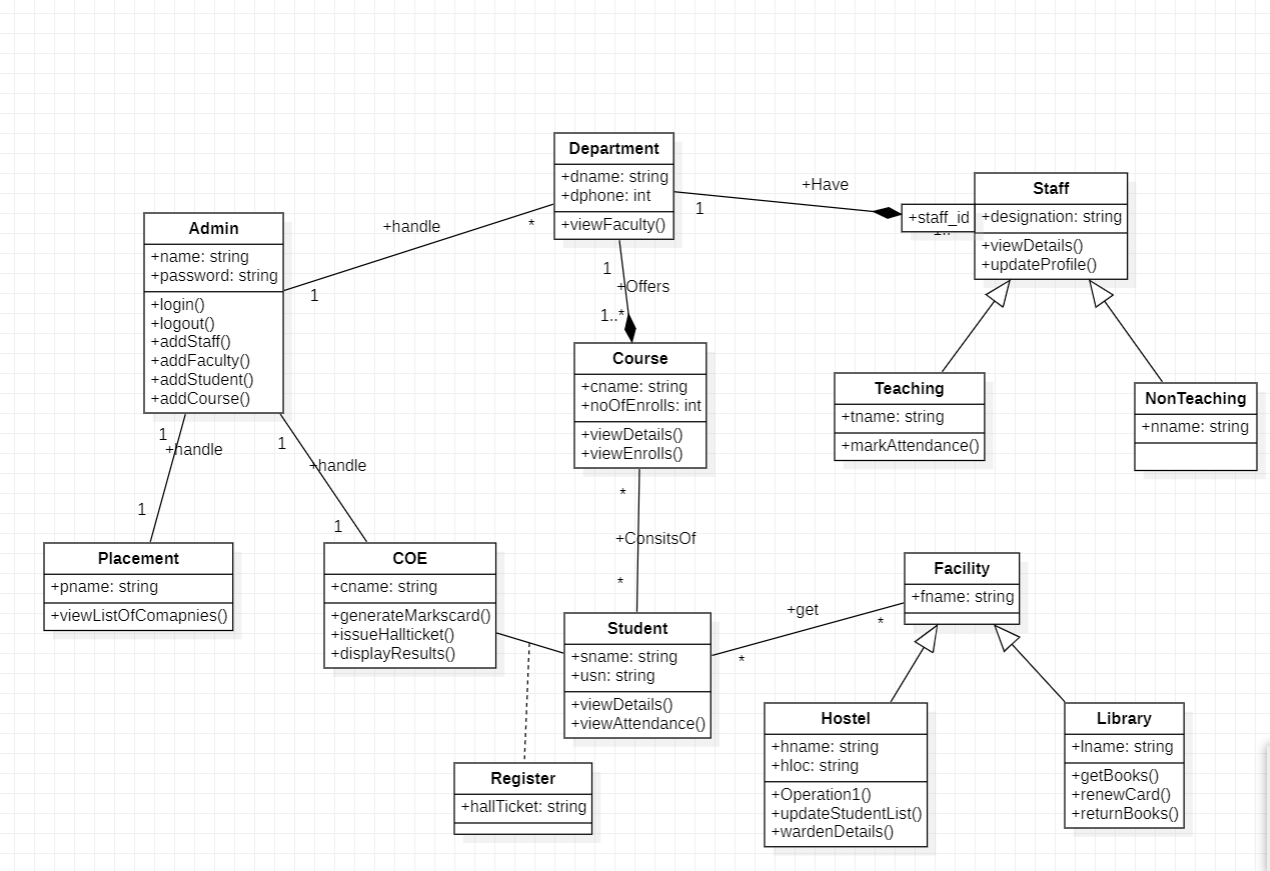 Department
+dname: string
+dphone: int
+viewFaculty()
+Have
1
Staff
+staff_id
+designation: string
+viewDetails()
+updateProfile()
Admin
+name: string
+password: string
+login()
+logout()
+addStaff()
+addFaculty()
+addStudent()
+addCourse()
+handle
*
1
1
+Offers
1..*
Course
+cname: string
+noOfEnrolls: int
+viewDetails()
+viewEnrolls()
Teaching
+tname: string
+markAttendance()
NonTeaching
+nname: string
1
+handle
1
1
+handle
1
*
+ConsitsOf
*
Placement
+pname: string
+viewListOfComapnies()
COE
+cname: string
+generateMarkscard()
+issueHallticket()
+displayResults()
Student
+sname: string
+usn: string
+viewDetails()
+viewAttendance()
+get
*
*
Facility
+fname: string
Register
+hallTicket: string
Hostel
+hname: string
+hloc: string
+Operation1()
+updateStudentList()
+wardenDetails()
Library
+lname: string
+getBooks()
+renewCard()
+returnBooks()